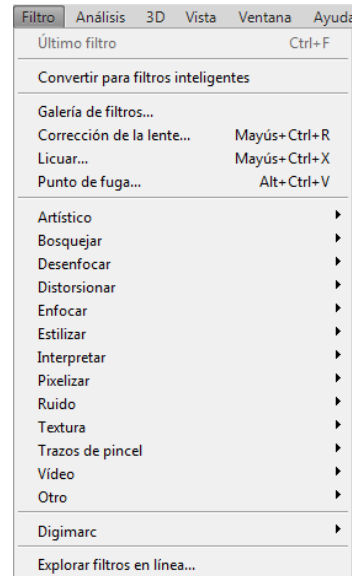 Filtro Análisis 3D Vista Ventana Ayuda
Último filtro Ctrl+F
Convertir para filtros inteligentes
Galería de filtros...
Corrección de la lente... Mayús+Ctrl+R
Licuar... Mayús+Ctrl+X
Punto de fuga... Alt+Ctrl+V
Artístico
Bosquejar
Desenfocar
Distorsionar
Enfocar
Estilizar
Interpretar
Pixelizar
Ruido
Textura
Trazos de pincel
Vídeo
Otro
Digimarc
Explorar filtros en línea...